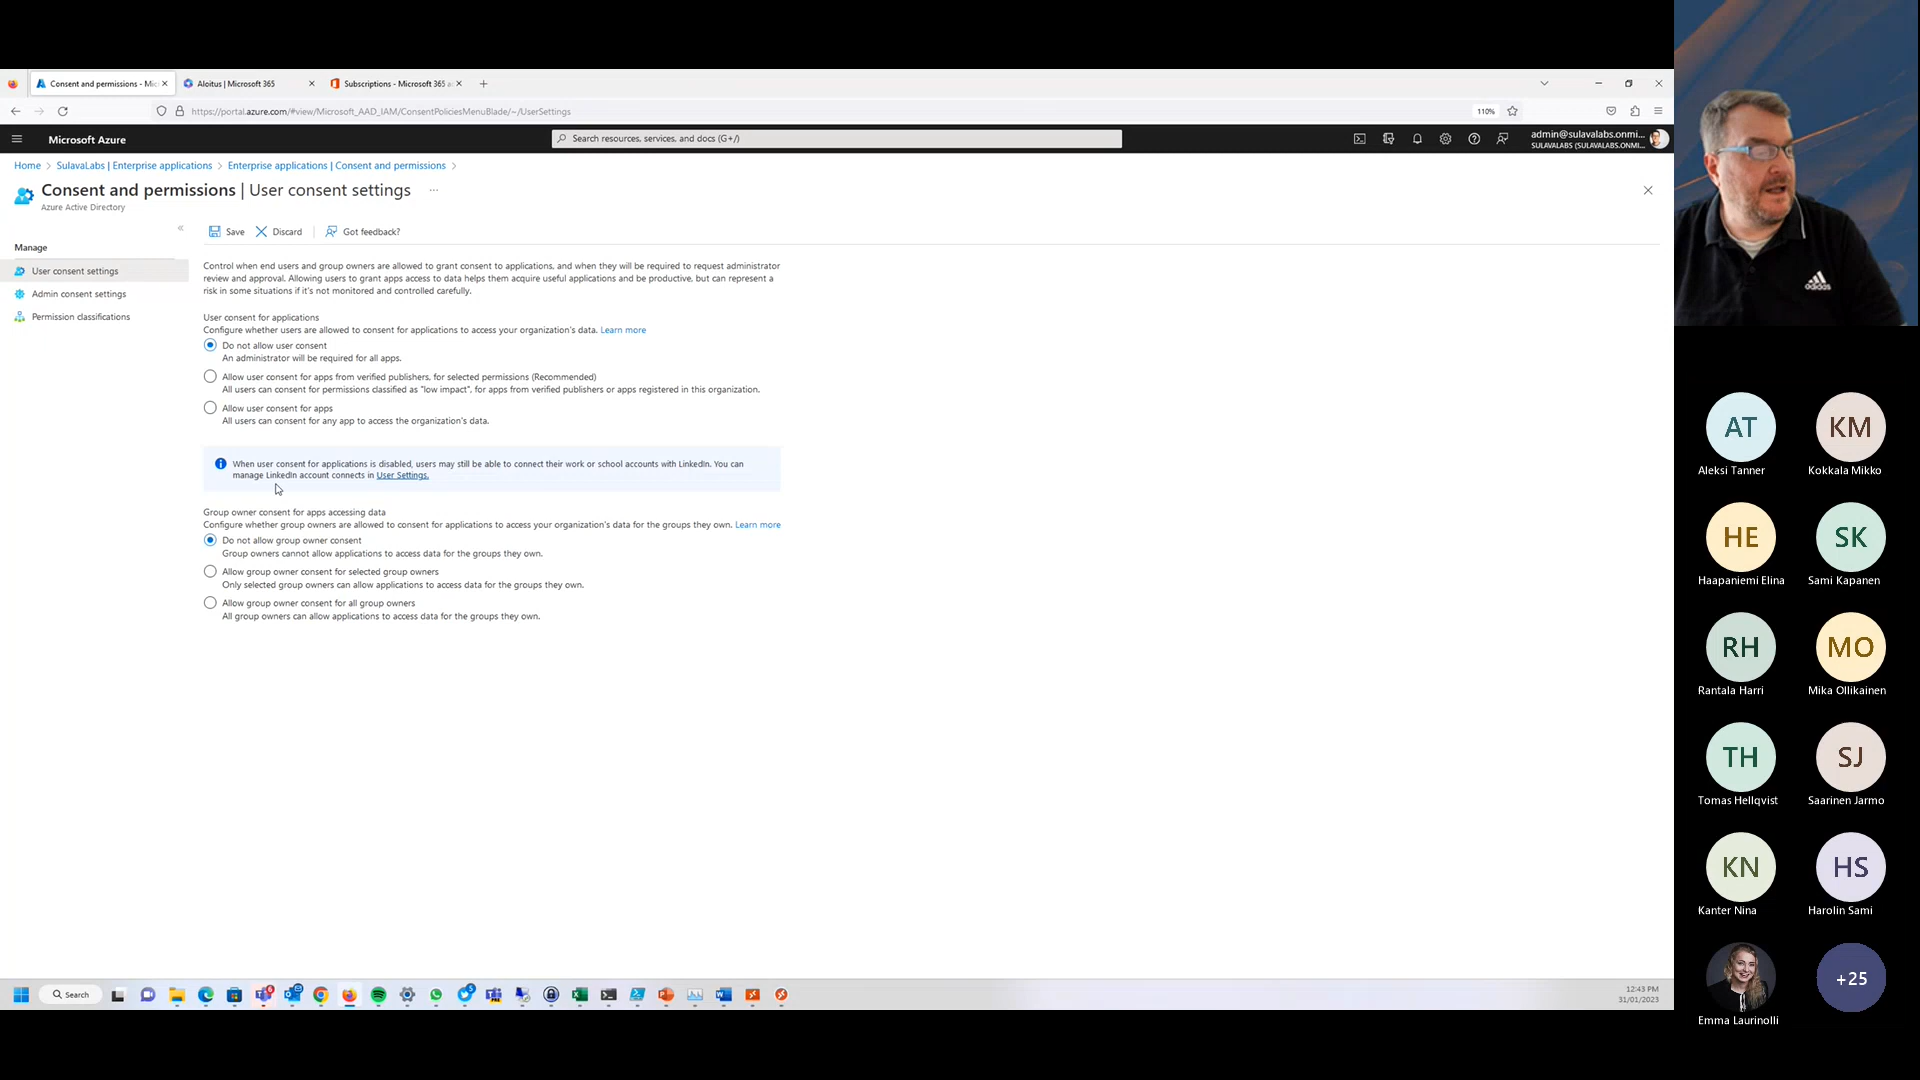 Consent and permissions - Mic
Aloitus | Microsoft 365
Subscriptions - Microsoft 365 a
https://portal.azure.com/#view/Microsoft_AAD_IAM/ConsentPoliciesMenuBlade/~/UserSettings
110%
Microsoft Azure
Search resources, services, and docs (G+/)
admin@sulavalabs.onmi...
SULAVALABS (SULAVALABS.ONMI...
Home > SulavaLabs | Enterprise applications > Enterprise applications | Consent and permissions >
Consent and permissions | User consent settings ...
Azure Active Directory
«
Save
Discard
Got feedback?
Manage
User consent settings
Admin consent settings
Permission classifications
Control when end users and group owners are allowed to grant consent to applications, and when they will be required to request administrator
review and approval. Allowing users to grant apps access to data helps them acquire useful applications and be productive, but can represent a
risk in some situations if it's not monitored and controlled carefully.
User consent for applications
Configure whether users are allowed to consent for applications to access your organization's data. Learn more
Do not allow user consent
An administrator will be required for all apps.
Allow user consent for apps from verified publishers, for selected permissions (Recommended)
All users can consent for permissions classified as "low impact", for apps from verified publishers or apps registered in this organization.
Allow user consent for apps
All users can consent for any app to access the organization's data.
When user consent for applications is disabled, users may still be able to connect their work or school accounts with LinkedIn. You can
manage LinkedIn account connects in User Settings.
Group owner consent for apps accessing data
Configure whether group owners are allowed to consent for applications to access your organization's data for the groups they own. Learn more
Do not allow group owner consent
Group owners cannot allow applications to access data for the groups they own.
Allow group owner consent for selected group owners
Only selected group owners can allow applications to access data for the groups they own.
Allow group owner consent for all group owners
All group owners can allow applications to access data for the groups they own.
Search
12:43 PM
31/01/2023
adidas
AT
Aleksi Tanner
KM
Kokkala Mikko
HE
Haapaniemi Elina
SK
Sami Kapanen
RH
Rantala Harri
MO
Mika Ollikainen
TH
Tomas Hellqvist
SJ
Saarinen Jarmo
KN
Kanter Nina
HS
Harolin Sami
Emma Laurinolli
+25